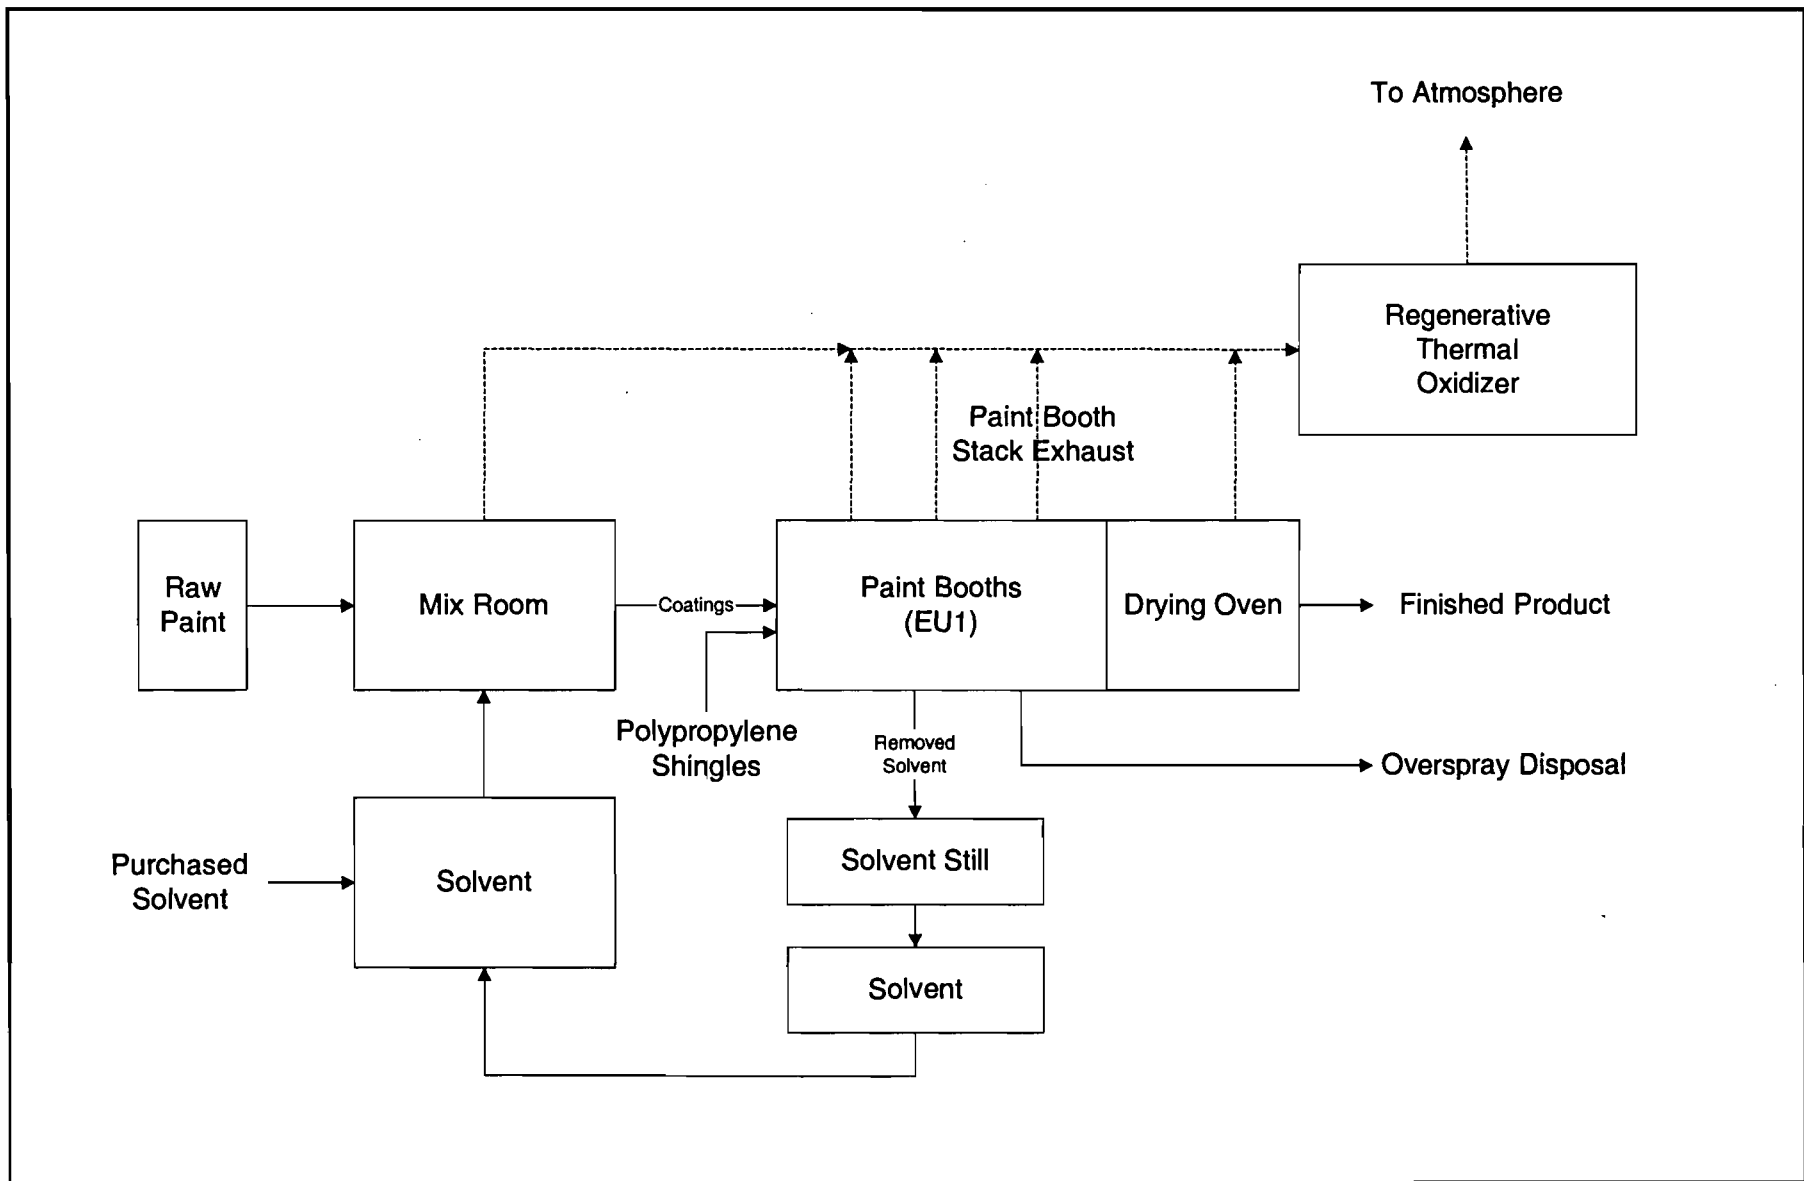 To Atmosphere
Regenerative
Thermal
Oxidizer
Paint Booth
Stack Exhaust
Raw
Paint
Mix Room
Coatings
Paint Booths
(EU1)
Drying Oven
Finished Product
Polypropylene
Shingles
Removed
Solvent
Overspray Disposal
Purchased
Solvent
Solvent
Solvent Still
Solvent